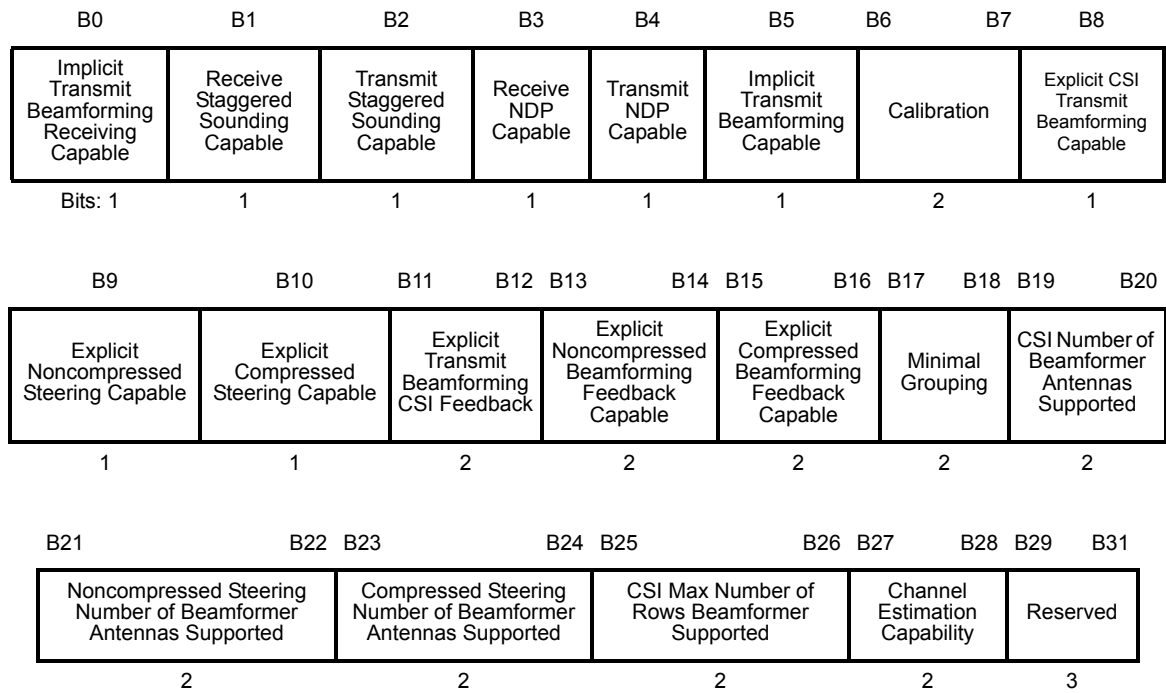 B0 B1 B2 B3 B4 B5 B6 B7 B8
Implicit
Transmit
Beamforming
Receiving
Capable
Receive
Staggered
Sounding
Capable
Transmit
Staggered
Sounding
Capable
Receive
NDP
Capable
Transmit
NDP
Capable
Implicit
Transmit
Beamforming
Capable
Calibration
Explicit CSI
Transmit
Beamforming
Capable
Bits: 1 1 1 1 1 1 2 1
B9 B10 B11 B12 B13 B14 B15 B16 B17 B18 B19 B20
Explicit
Noncompressed
Steering Capable
Explicit
Compressed
Steering Capable
Explicit
Transmit
Beamforming
CSI Feedback
Explicit
Noncompressed
Beamforming
Feedback
Capable
Explicit
Compressed
Beamforming
Feedback
Capable
Minimal
Grouping
CSI Number of
Beamformer
Antennas
Supported
1 1 2 2 2 2 2
B21 B22 B23 B24 B25 B26 B27 B28 B29 B31
Noncompressed Steering
Number of Beamformer
Antennas Supported
Compressed Steering
Number of Beamformer
Antennas Supported
CSI Max Number of
Rows Beamformer
Supported
Channel
Estimation
Capability
Reserved
2 2 2 2 3